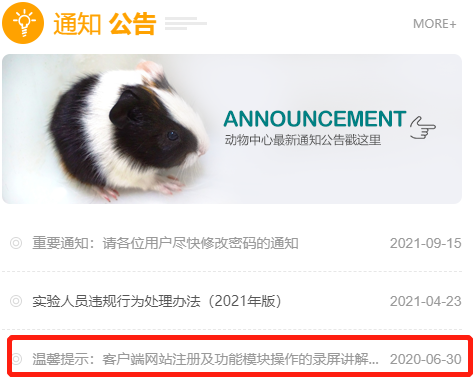 通知 公告
MORE+
ANNOUNCEMENT
动物中心最新通知公告戳这里
重要通知：请各位用户尽快修改密码的通知 2021-09-15
实验人员违规行为处理办法（2021年版） 2021-04-23
温馨提示：客户端网站注册及功能模块操作的录屏讲解... 2020-06-30